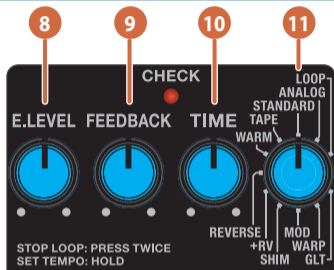 8 9 10 11
CHECK
LOOP
ANALOG
STANDARD
TAPE
WARM
E.LEVEL FEEDBACK TIME
REVERSE
+RV
SHIM
MOD
WARP
GLT
STOP LOOP: PRESS TWICE
SET TEMPO: HOLD